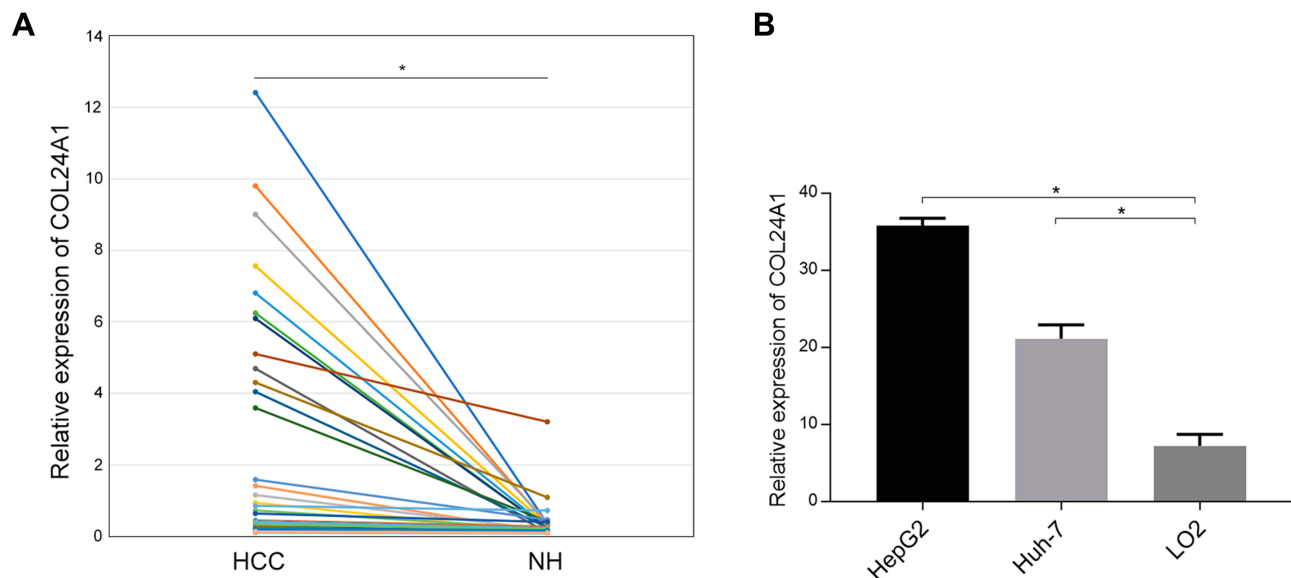 A
Relative expression of COL24A1
14
12
10
8
6
4
2
0
*
HCC
NH
B
Relative expression of COL24A1
40
30
20
10
0
*
*
HepG2
Huh-7
LO2